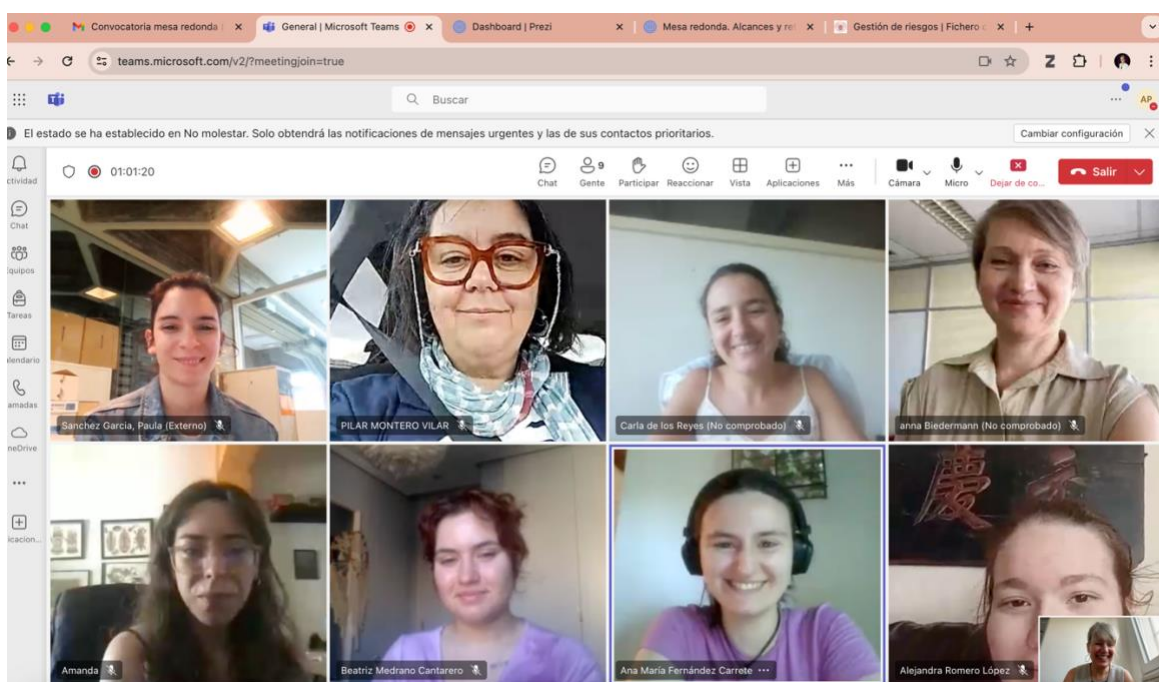 Convocatoria mesa redonda
General | Microsoft Teams
Dashboard | Prezi
Mesa redonda. Alcances y re
Gestión de riesgos | Fichero
teams.microsoft.com/v2/?meetingjoin=true
Z
Buscar
AP
El estado se ha establecido en No molestar. Solo obtendrá las notificaciones de mensajes urgentes y las de sus contactos prioritarios.
Cambiar configuración
ctividad
Chat
quipos
Tareas
lendario
amadas
neDrive
icacion...
01:01:20
9
Chat
Gente
Participar
Reaccionar
Vista
Aplicaciones
Más
Cámara
Micro
Dejar de co...
Salir
Sanchez Garcia, Paula (Externo)
PILAR MONTERO VILAR
Carla de los Reyes (No comprobado)
anna Biedermann (No comprobado)
慶
Amanda
Beatriz Medrano Cantarero
Ana María Fernández Carrete
Alejandra Romero López